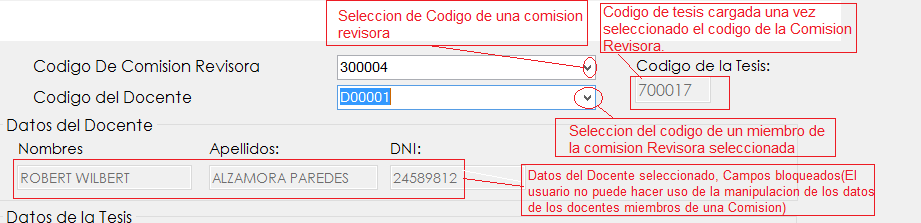 Seleccion de Codigo de una comision
revisora
Codigo de tesis cargada una vez
seleccionado el codigo de la Comision
Revisora.
Codigo De Comision Revisora
300004
Codigo de la Tesis:
700017
Codigo del Docente
D00001
Seleccion del codigo de un miembro de
la comision Revisora seleccionada
Datos del Docente
Nombres
Apellidos:
DNI:
ROBERT WILBERT
ALZAMORA PAREDES
24589812
Datos del Docente seleccionado, Campos bloqueados(El
usuario no puede hacer uso de la manipulacion de los datos
de los docentes miembros de una Comision)
Datos de la Tesis